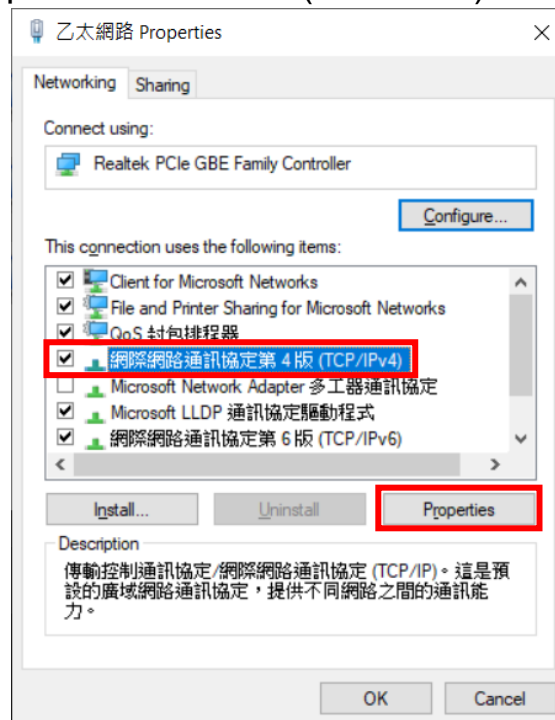 乙太網路 Properties
Networking Sharing
Connect using:
Realtek PCIe GBE Family Controller
Configure...
This connection uses the following items:
Client for Microsoft Networks
File and Printer Sharing for Microsoft Networks
QoS 封包排程器
網際網路通訊協定第 4 版 (TCP/IPv4)
Microsoft Network Adapter 多工器通訊協定
Microsoft LLDP 通訊協定驅動程式
網際網路通訊協定第 6 版 (TCP/IPv6)
Install... Uninstall Properties
Description
傳輸控制通訊協定/網際網路通訊協定 (TCP/IP)。這是預
設的廣域網路通訊協定，提供不同網路之間的通訊能
力。
OK Cancel